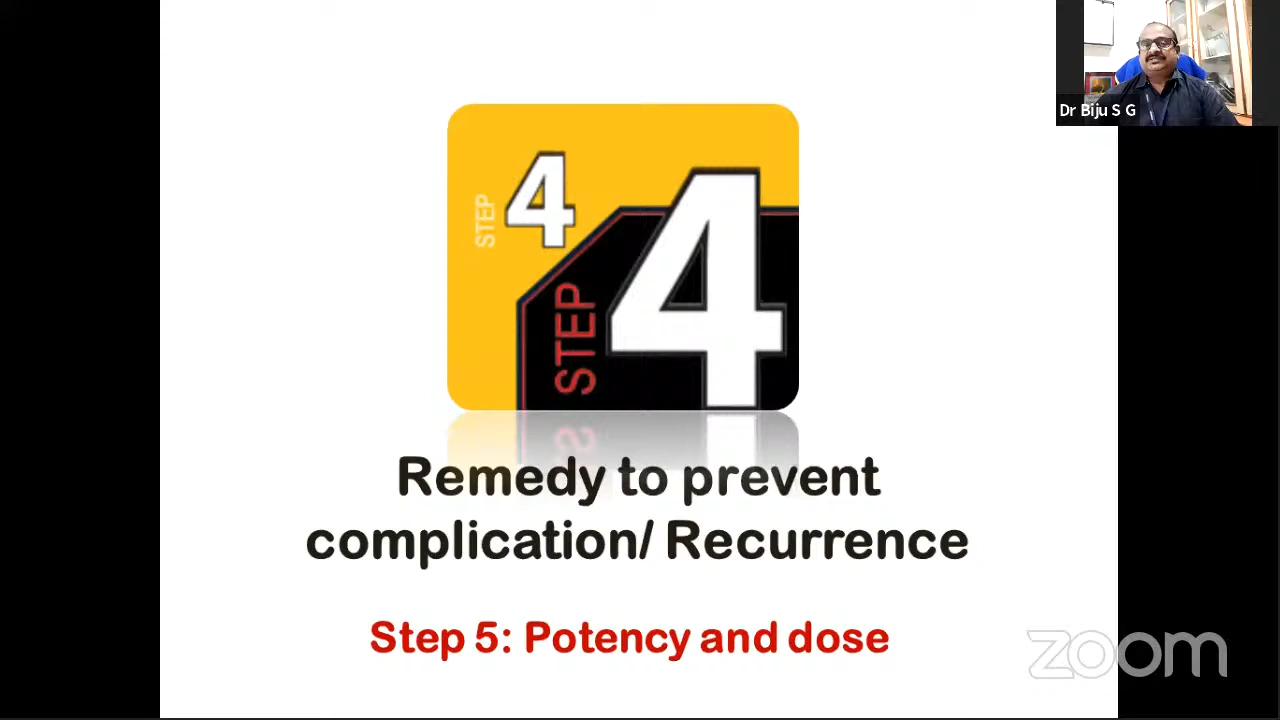 Dr Biju S G
STEP
4
STEP
4
Remedy to prevent
complication/ Recurrence
Step 5: Potency and dose
zoom